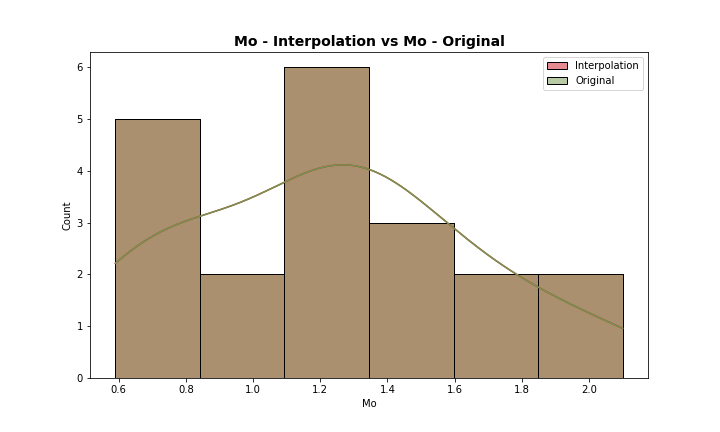 Mo - Interpolation vs Mo - Original
Interpolation
Original
6
5
4
3
2
1
0
Count
0.6 0.8 1.0 1.2 1.4 1.6 1.8 2.0
Mo